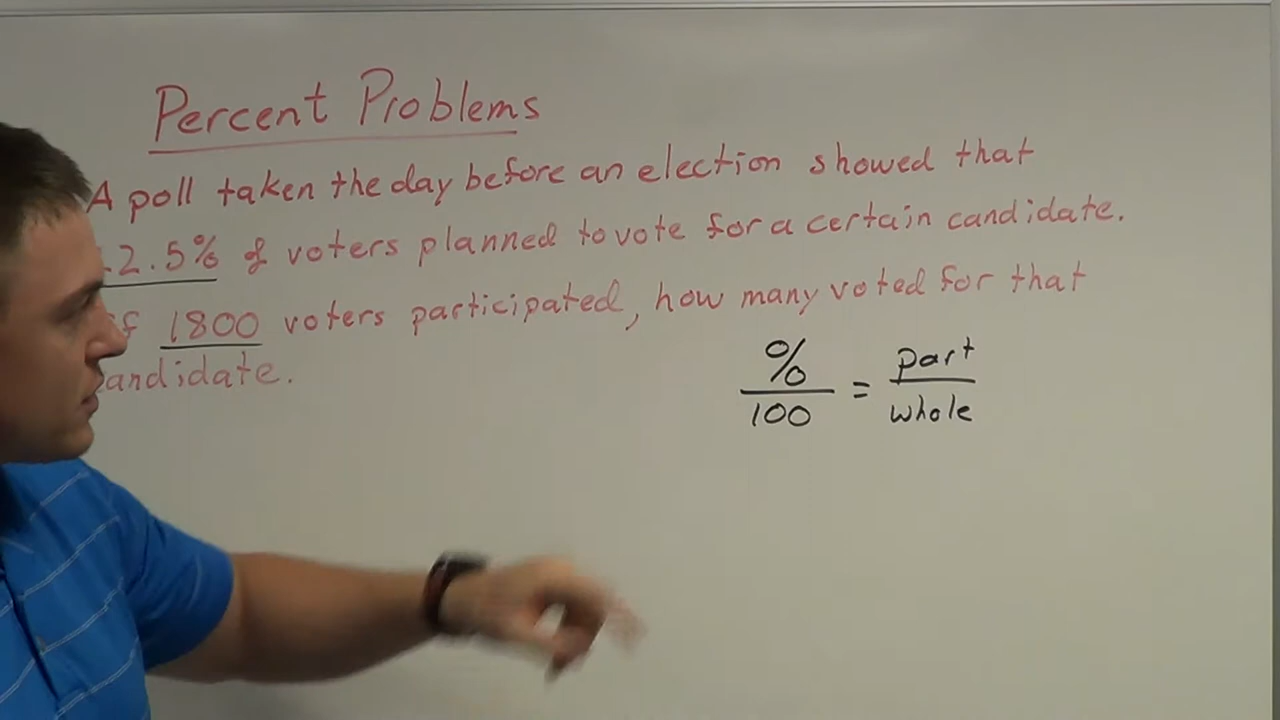 Percent Problems
A poll taken the day before an election showed that
.2.5% of voters planned to vote for a certain candidate.
1800 voters participated, how many voted for that
candidate.
% / 100 = part / whole